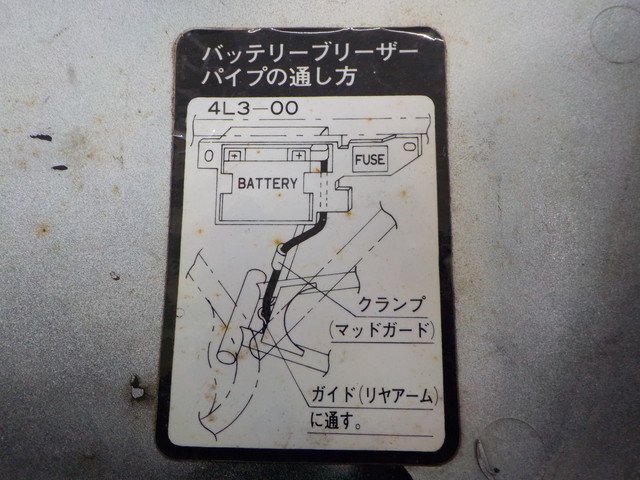 バッテリーブリーザー
パイプの通し方
4L3-00
FUSE
BATTERY
クランプ
(マッドガード)
ガイド(リヤアーム)
に通す。